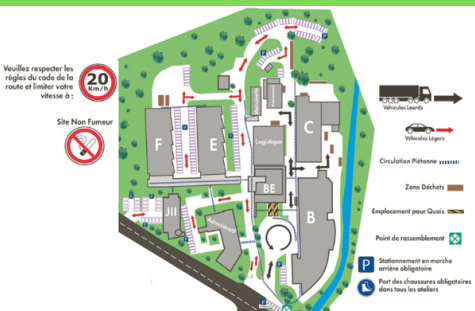 Veuillez respecter les
règles du code de la
route et limiter votre
vitesse à :
20
Km/h
Site Non Fumeur
F
E
Logistique
C
BE
B
JII
P
Véhicules Lourds
Véhicules Légers
Circulation Piétonne
Zone Déchets
Emplacement pour Quais
Point de rassemblement
P
Stationnement en marche
arrière obligatoire
Port des chaussures obligatoires
dans tous les ateliers